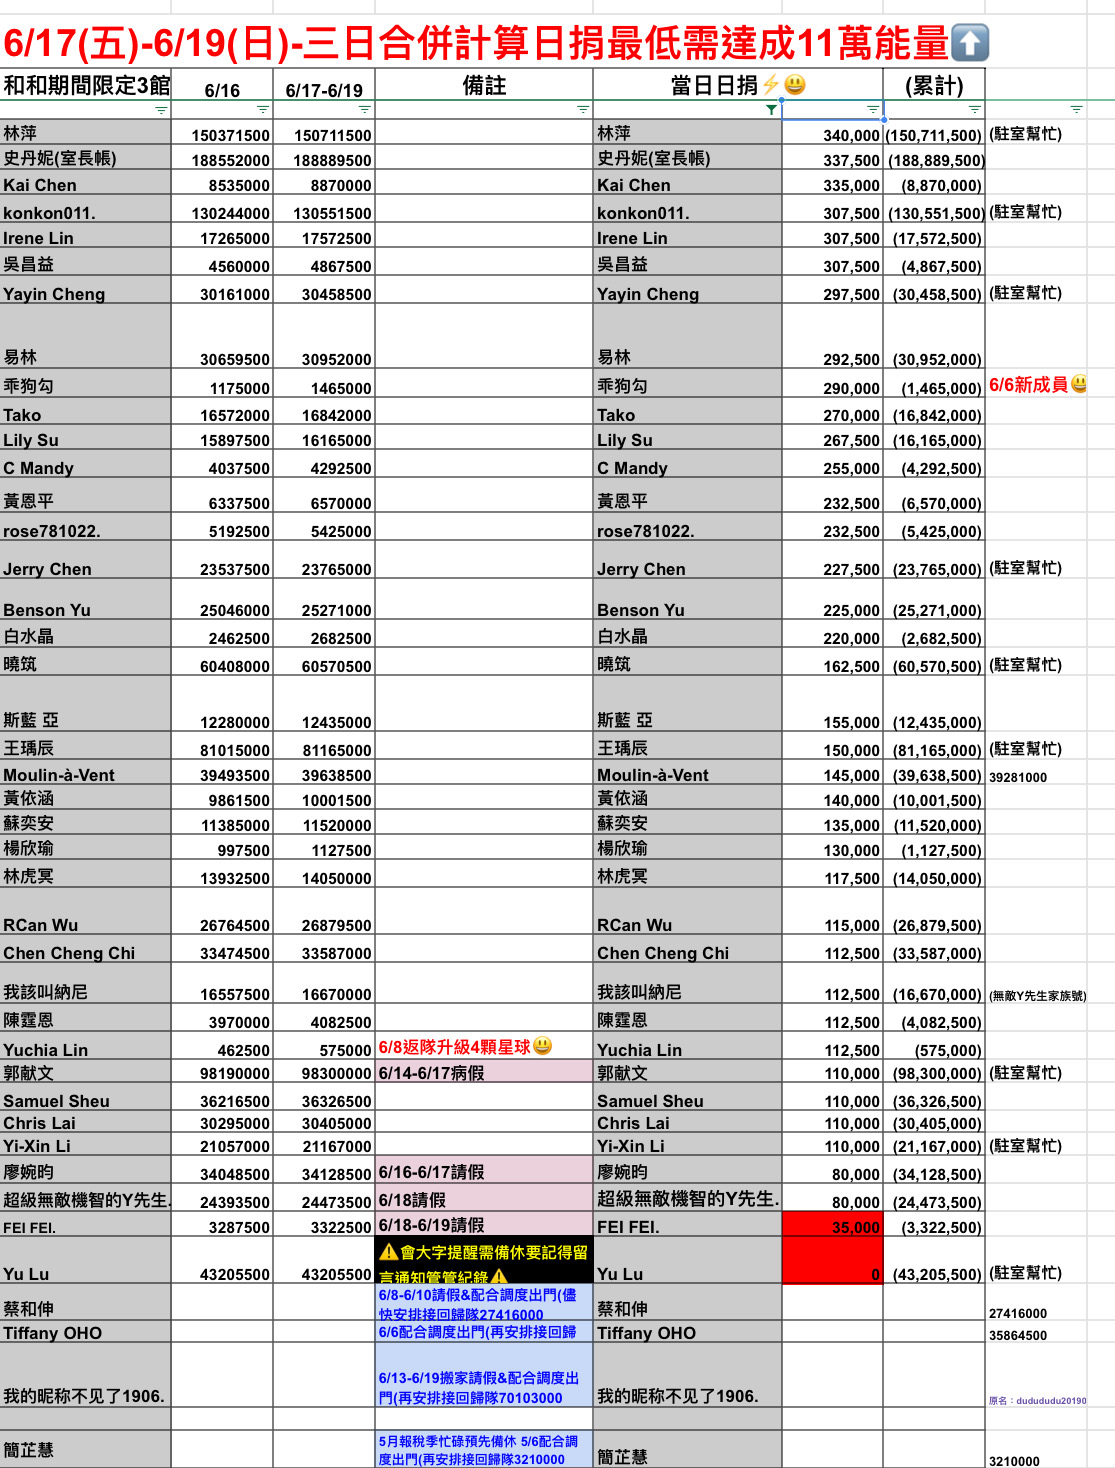 6/17(五)-6/19(日)-三日合併計算日捐最低需達成11萬能量⬆️
和和期間限定3館 6/16 6/17-6/19 備註 當日日捐⚡😃 (累計)
林萍 150371500 150711500 林萍 340,000 (150,711,500) (駐室幫忙)
史丹妮(室長帳) 188552000 188889500 史丹妮(室長帳) 337,500 (188,889,500)
Kai Chen 8535000 8870000 Kai Chen 335,000 (8,870,000)
konkon011. 130244000 130551500 konkon011. 307,500 (130,551,500) (駐室幫忙)
Irene Lin 17265000 17572500 Irene Lin 307,500 (17,572,500)
吳昌益 4560000 4867500 吳昌益 307,500 (4,867,500)
Yayin Cheng 30161000 30458500 Yayin Cheng 297,500 (30,458,500) (駐室幫忙)
易林 30659500 30952000 易林 292,500 (30,952,000)
乖狗勾 1175000 1465000 乖狗勾 290,000 (1,465,000) 6/6新成員😃
Tako 16572000 16842000 Tako 270,000 (16,842,000)
Lily Su 15897500 16165000 Lily Su 267,500 (16,165,000)
C Mandy 4037500 4292500 C Mandy 255,000 (4,292,500)
黃恩平 6337500 6570000 黃恩平 232,500 (6,570,000)
rose781022. 5192500 5425000 rose781022. 232,500 (5,425,000)
Jerry Chen 23537500 23765000 Jerry Chen 227,500 (23,765,000) (駐室幫忙)
Benson Yu 25046000 25271000 Benson Yu 225,000 (25,271,000)
白水晶 2462500 2682500 白水晶 220,000 (2,682,500)
曉筑 60408000 60570500 曉筑 162,500 (60,570,500) (駐室幫忙)
斯藍 亞 12280000 12435000 斯藍 亞 155,000 (12,435,000)
王瑀辰 81015000 81165000 王瑀辰 150,000 (81,165,000) (駐室幫忙)
Moulin-à-Vent 39493500 39638500 Moulin-à-Vent 145,000 (39,638,500) 39281000
黃依涵 9861500 10001500 黃依涵 140,000 (10,001,500)
蘇奕安 11385000 11520000 蘇奕安 135,000 (11,520,000)
楊欣瑜 997500 1127500 楊欣瑜 130,000 (1,127,500)
林虎冥 13932500 14050000 林虎冥 117,500 (14,050,000)
RCan Wu 26764500 26879500 RCan Wu 115,000 (26,879,500)
Chen Cheng Chi 33474500 33587000 Chen Cheng Chi 112,500 (33,587,000)
我該叫納尼 16557500 16670000 我該叫納尼 112,500 (16,670,000) (無敵Y先生家族號)
陳霆恩 3970000 4082500 陳霆恩 112,500 (4,082,500)
Yuchia Lin 462500 575000 6/8返隊升級4顆星球😃 Yuchia Lin 112,500 (575,000)
郭献文 98190000 98300000 6/14-6/17病假 郭献文 110,000 (98,300,000) (駐室幫忙)
Samuel Sheu 36216500 36326500 Samuel Sheu 110,000 (36,326,500)
Chris Lai 30295000 30405000 Chris Lai 110,000 (30,405,000)
Yi-Xin Li 21057000 21167000 Yi-Xin Li 110,000 (21,167,000) (駐室幫忙)
廖婉昀 34048500 34128500 6/16-6/17請假 廖婉昀 80,000 (34,128,500)
超級無敵機智的Y先生. 24393500 24473500 6/18請假 超級無敵機智的Y先生. 80,000 (24,473,500)
FEI FEI. 3287500 3322500 6/18-6/19請假 FEI FEI. 35,000 (3,322,500)
⚠️會大字提醒需備休要記得留
言通知管管紀錄⚠️
Yu Lu 43205500 43205500 Yu Lu 0 (43,205,500) (駐室幫忙)
6/8-6/10請假&配合調度出門(儘
快安排接回歸隊27416000
蔡和伸 蔡和伸 27416000
Tiffany OHO 6/6配合調度出門(再安排接回歸 Tiffany OHO 35864500
6/13-6/19搬家請假&配合調度出
門(再安排接回歸隊70103000
我的昵称不见了1906. 我的昵称不见了1906. 原名：dudududu20190
5月報稅季忙碌預先備休 5/6配合調
度出門(再安排接回歸隊3210000
簡芷慧 簡芷慧 3210000